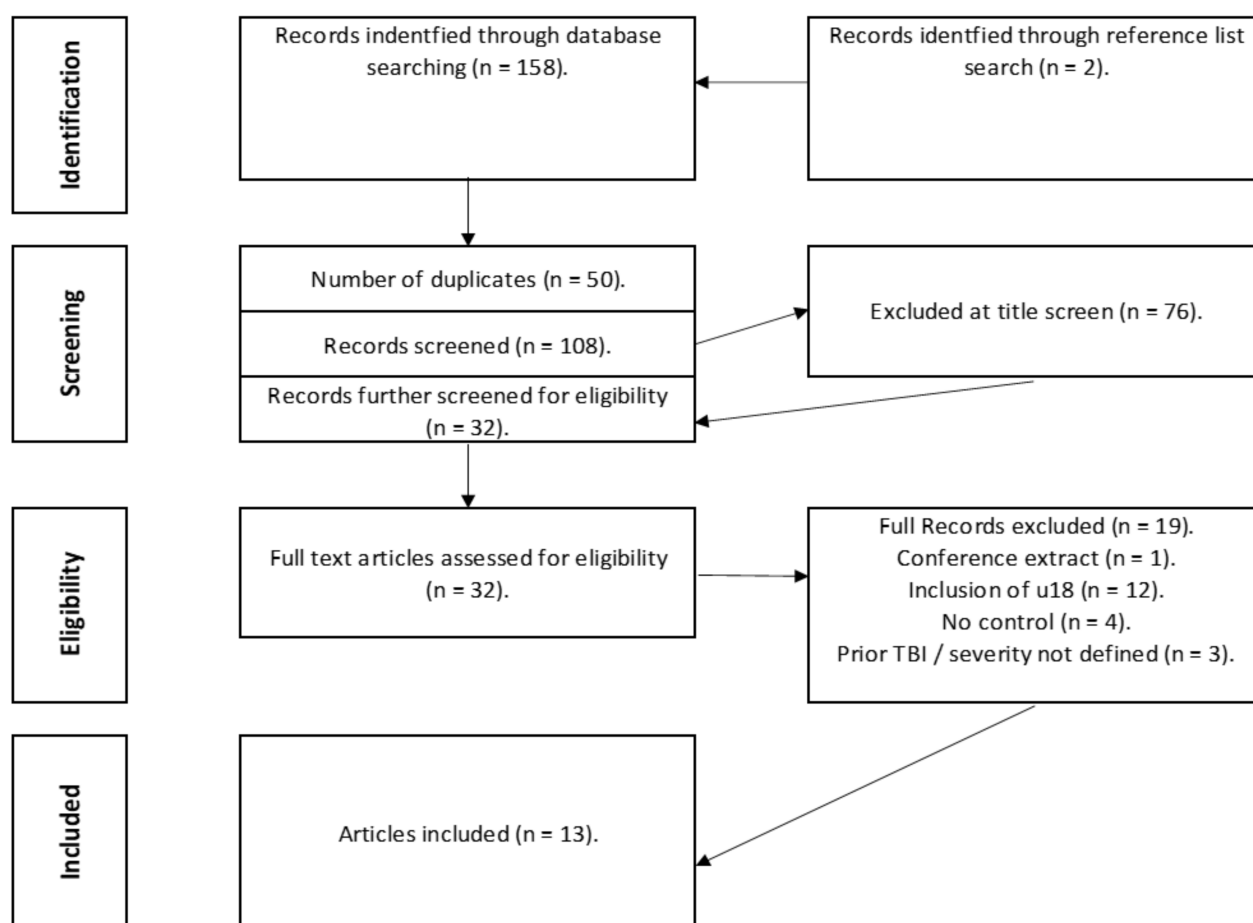 Identification
Records indentfied through database
searching (n = 158).
Records identfied through reference list
search (n = 2).
Screening
Number of duplicates (n = 50).
Records screened (n = 108).
Records further screened for eligibility
(n = 32).
Excluded at title screen (n = 76).
Eligibility
Full text articles assessed for eligibility
(n = 32).
Full Records excluded (n = 19).
Conference extract (n = 1).
Inclusion of u18 (n = 12).
No control (n = 4).
Prior TBI / severity not defined (n = 3).
Included
Articles included (n = 13).